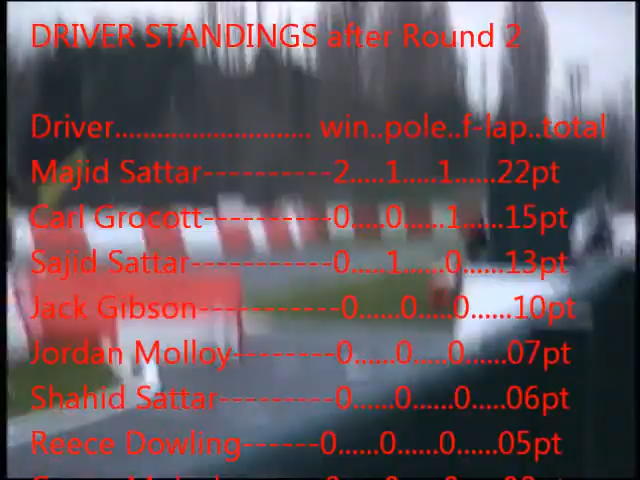 DRIVER STANDINGS after Round 2
Driver............................ win..pole..f-lap..total
Majid Sattar----------2.....1.....1......22pt
Carl Grocott----------0.....0......1......15pt
Sajid Sattar-----------0.....1.....0......13pt
Jack Gibson-----------0......0.....0......10pt
Jordan Molloy--------0......0.....0......07pt
Shahid Sattar---------0......0......0.....06pt
Reece Dowling------0......0......0......05pt